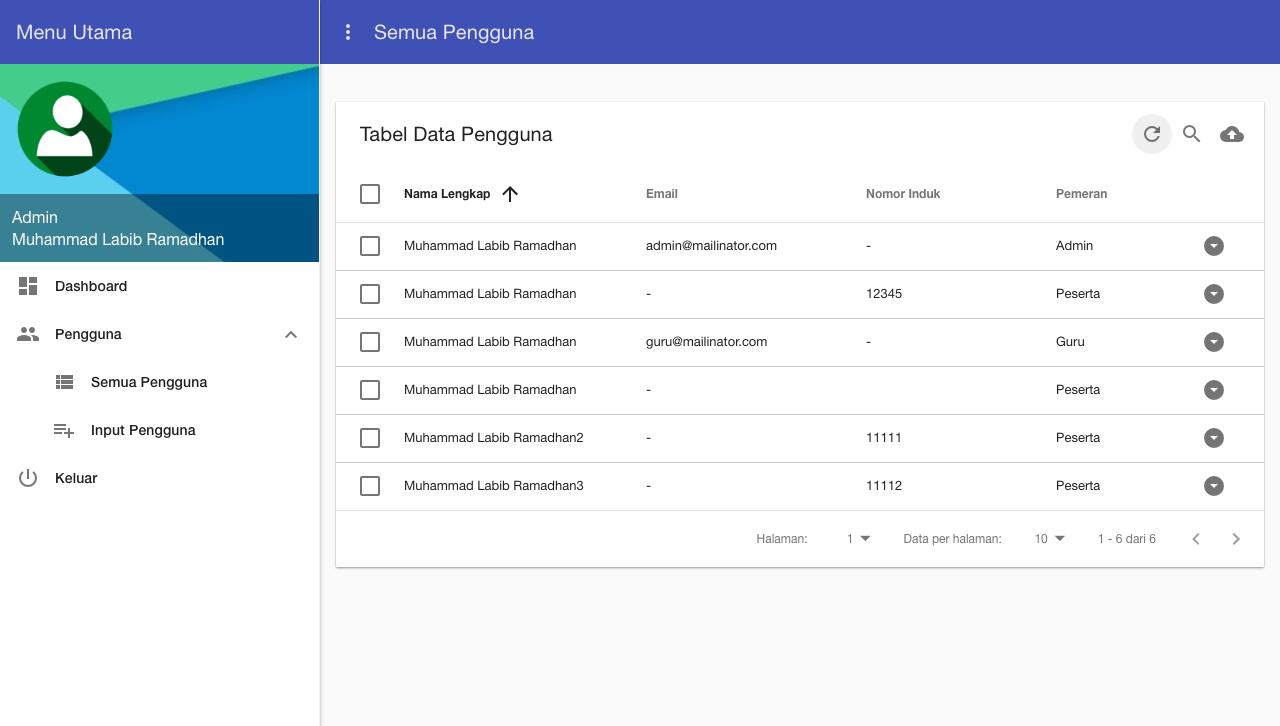 Menu Utama
Semua Pengguna
Admin
Muhammad Labib Ramadhan
Dashboard
Pengguna
Semua Pengguna
Input Pengguna
Keluar
Tabel Data Pengguna
Nama Lengkap Email Nomor Induk Pemeran
Muhammad Labib Ramadhan admin@mailinator.com - Admin
Muhammad Labib Ramadhan - 12345 Peserta
Muhammad Labib Ramadhan guru@mailinator.com - Guru
Muhammad Labib Ramadhan - Peserta
Muhammad Labib Ramadhan2 - 11111 Peserta
Muhammad Labib Ramadhan3 - 11112 Peserta
Halaman: 1 Data per halaman: 10 1 - 6 dari 6